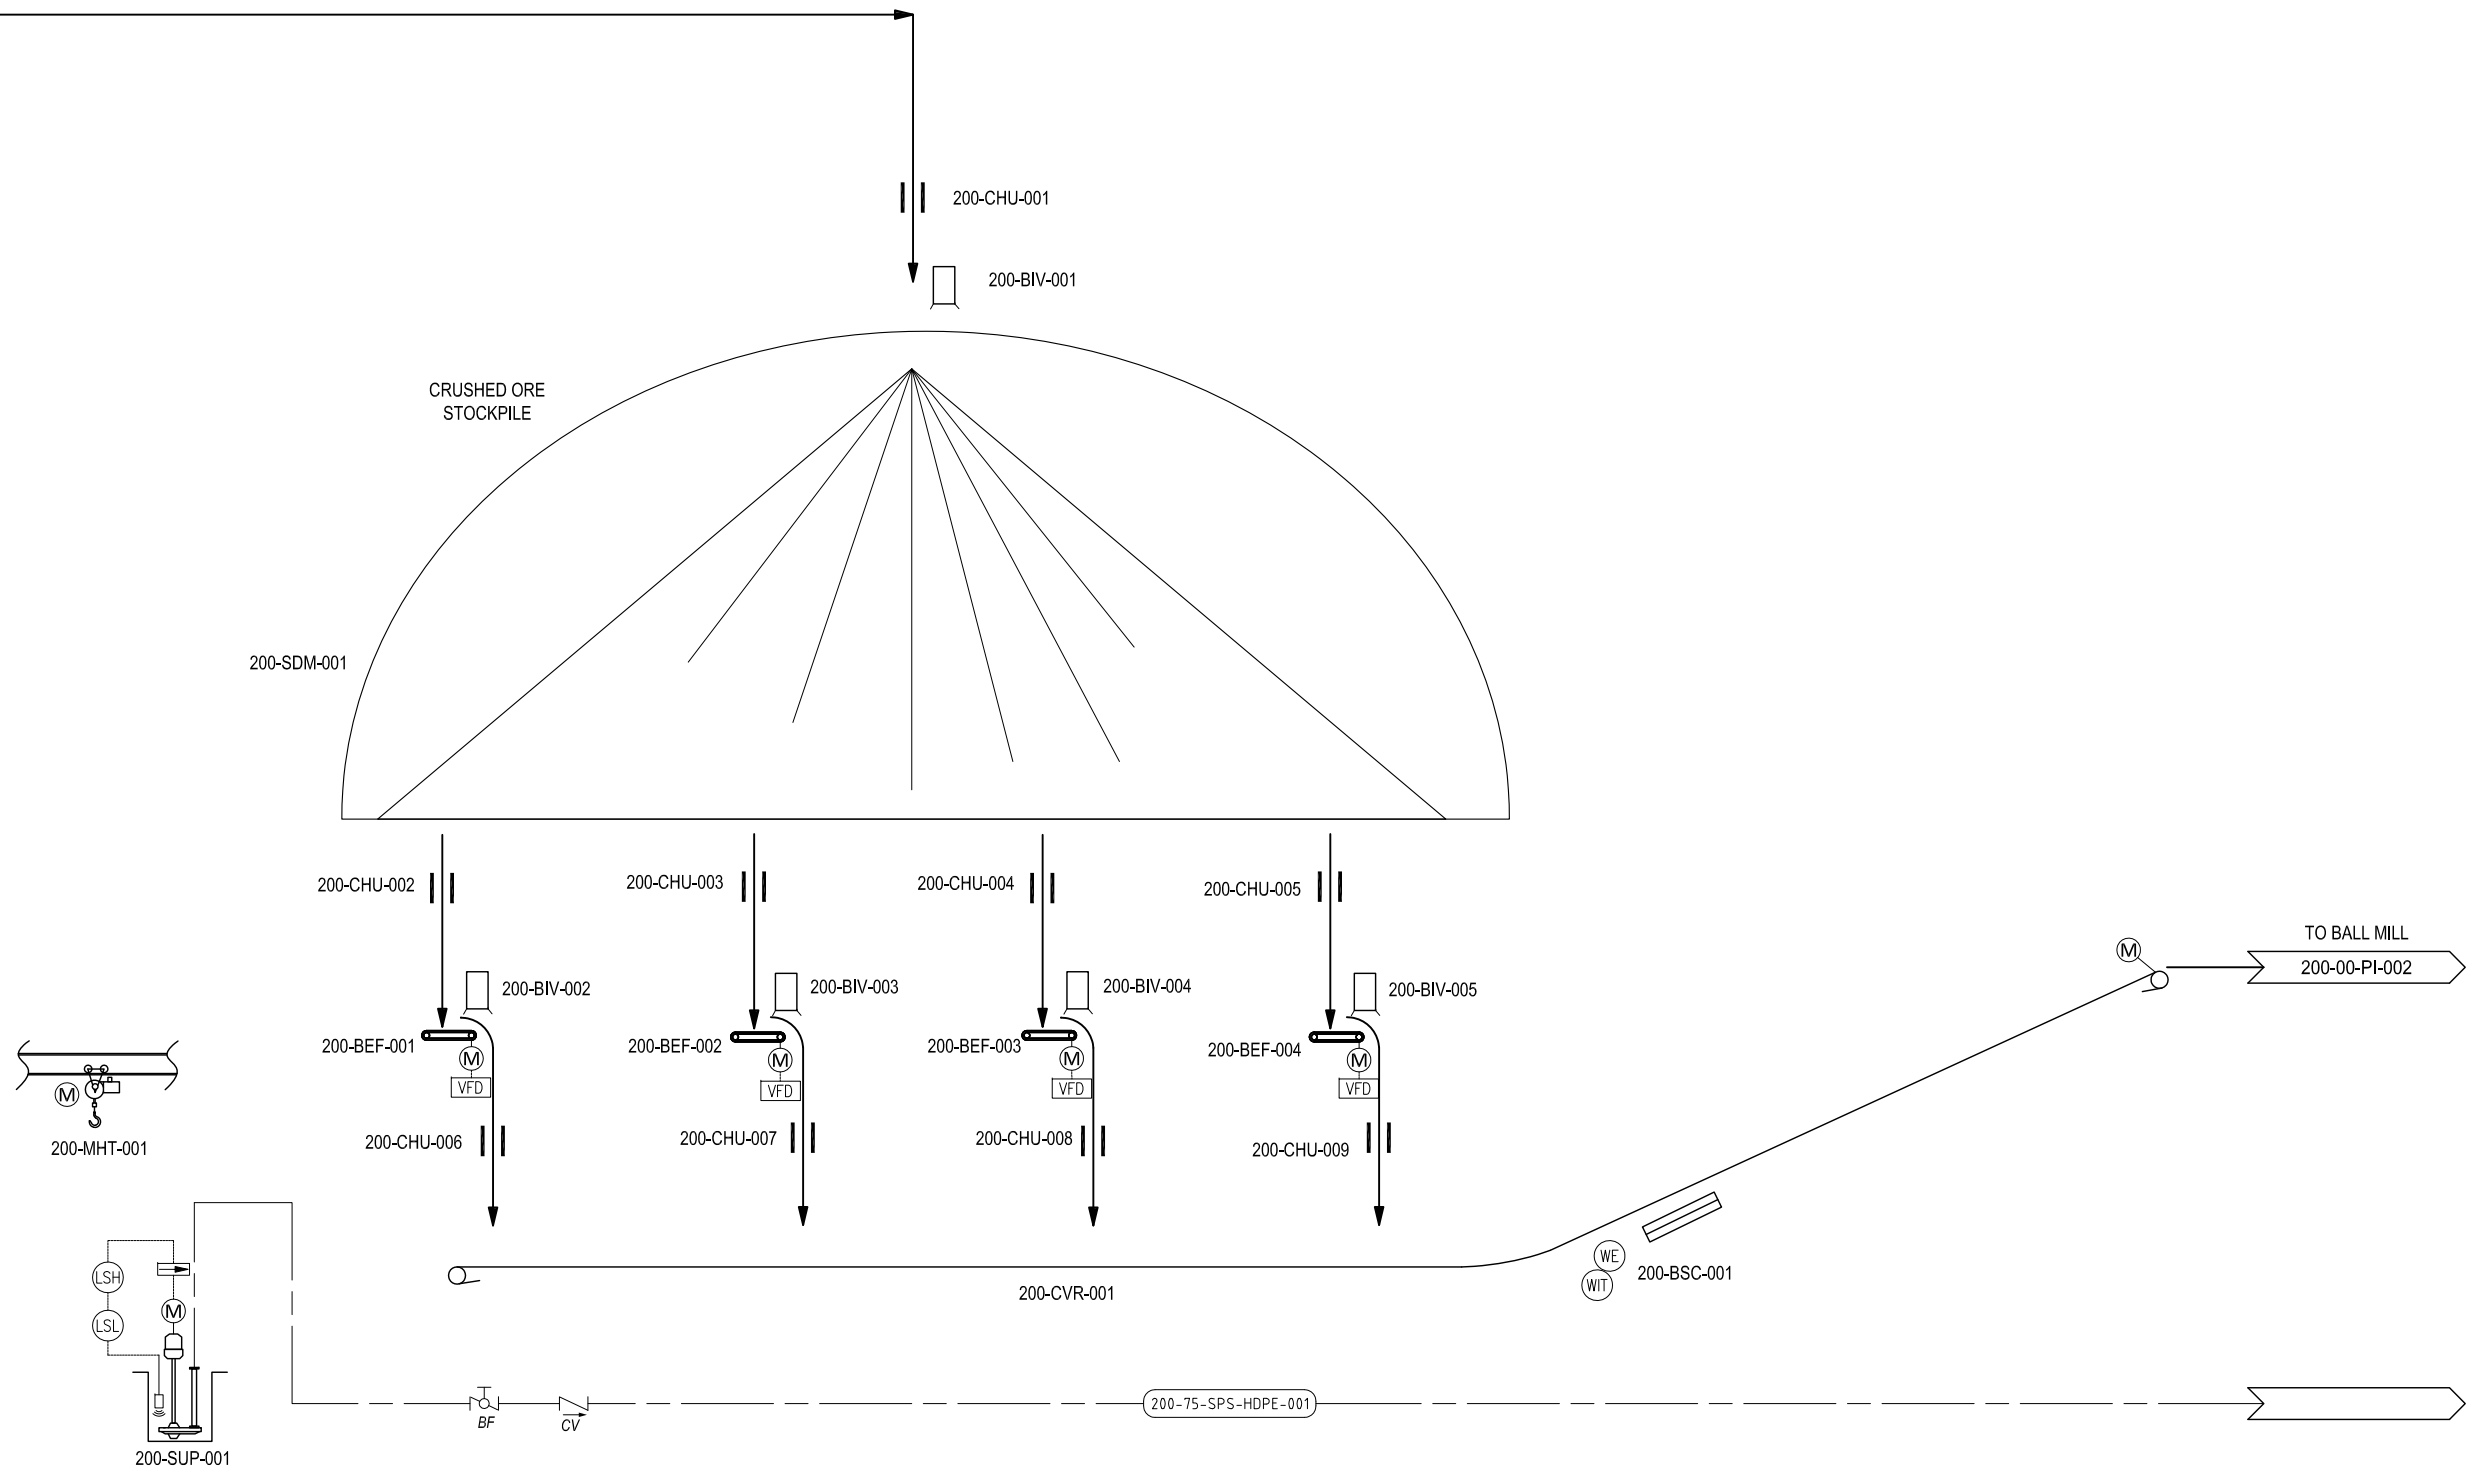 200-CHU-001
200-BIV-001
CRUSHED ORE
STOCKPILE
200-SDM-001
200-CHU-002
200-CHU-003
200-CHU-004
200-CHU-005
TO BALL MILL
200-00-PI-002
M
200-BIV-002
200-BIV-003
200-BIV-004
200-BIV-005
200-BEF-001
200-BEF-002
200-BEF-003
200-BEF-004
M
M
M
M
VFD
VFD
VFD
VFD
M
200-MHT-001
200-CHU-006
200-CHU-007
200-CHU-008
200-CHU-009
WE
WIT
200-BSC-001
200-CVR-001
LSH
M
LSL
BF
CV
200-75-SPS-HDPE-001
200-SUP-001